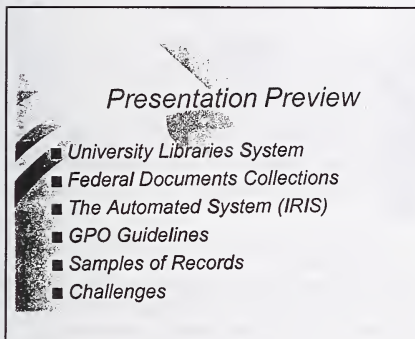 Presentation Preview
■ University Libraries System
■ Federal Documents Collections
■ The Automated System (IRIS)
■ GPO Guidelines
■ Samples of Records
■ Challenges